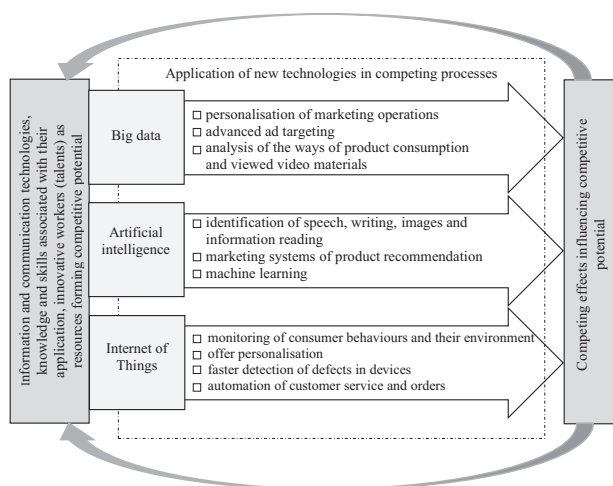 Application of new technologies in competing processes
Information and communication technologies,
knowledge and skills associated with their
application, innovative workers (talents) as
resources forming competitive potential
Big data
□ personalisation of marketing operations
□ advanced ad targeting
□ analysis of the ways of product consumption
and viewed video materials
Artificial
intelligence
□ identification of speech, writing, images and
information reading
□ marketing systems of product recommendation
□ machine learning
Internet of
Things
□ monitoring of consumer behaviours and their environment
□ offer personalisation
□ faster detection of defects in devices
□ automation of customer service and orders
Competing effects influencing competitive
potential